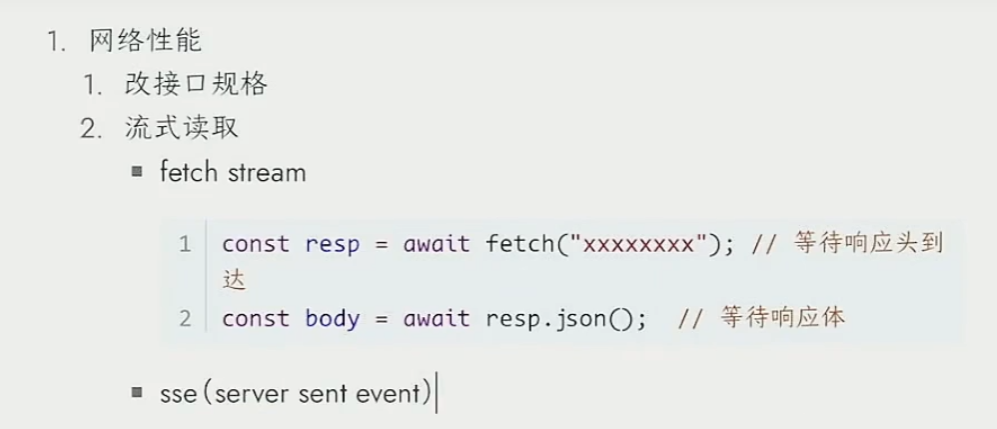 1. 网络性能
1. 改接口规格
2. 流式读取
▪ fetch stream
1 const resp = await fetch("xxxxxxxx"); // 等待响应头到
达
2 const body = await resp.json();  // 等待响应体
▪ sse(server sent event)